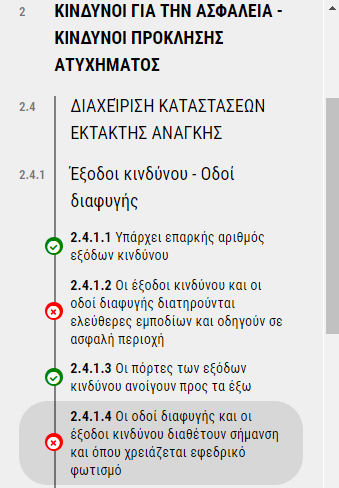 2 ΚΙΝΔΥΝΟΙ ΓΙΑ ΤΗΝ ΑΣΦΑΛΕΙΑ -
ΚΙΝΔΥΝΟΙ ΠΡΟΚΛΗΣΗΣ
ΑΤΥΧΗΜΑΤΟΣ
2.4 ΔΙΑΧΕΙΡΙΣΗ ΚΑΤΑΣΤΑΣΕΩΝ
ΕΚΤΑΚΤΗΣ ΑΝΑΓΚΗΣ
2.4.1 Έξοδοι κινδύνου - Οδοί
διαφυγής
2.4.1.1 Υπάρχει επαρκής αριθμός
εξόδων κινδύνου
2.4.1.2 Οι έξοδοι κινδύνου και οι
οδοί διαφυγής διατηρούνται
ελεύθερες εμποδίων και οδηγούν σε
ασφαλή περιοχή
2.4.1.3 Οι πόρτες των εξόδων
κινδύνου ανοίγουν προς τα έξω
2.4.1.4 Οι οδοί διαφυγής και οι
έξοδοι κινδύνου διαθέτουν σήμανση
και όπου χρειάζεται εφεδρικό
φωτισμό